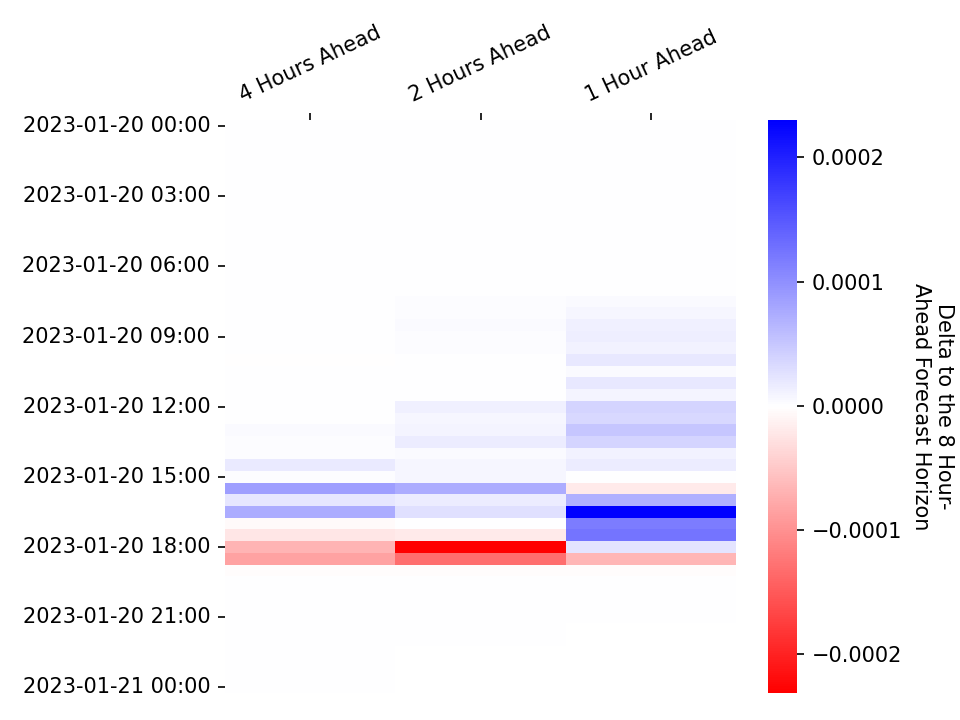 4 Hours Ahead
2 Hours Ahead
1 Hour Ahead
2023-01-20 00:00
2023-01-20 03:00
2023-01-20 06:00
2023-01-20 09:00
2023-01-20 12:00
2023-01-20 15:00
2023-01-20 18:00
2023-01-20 21:00
2023-01-21 00:00
0.0002
0.0001
0.0000
−0.0001
−0.0002
Delta to the 8 Hour-
Ahead Forecast Horizon